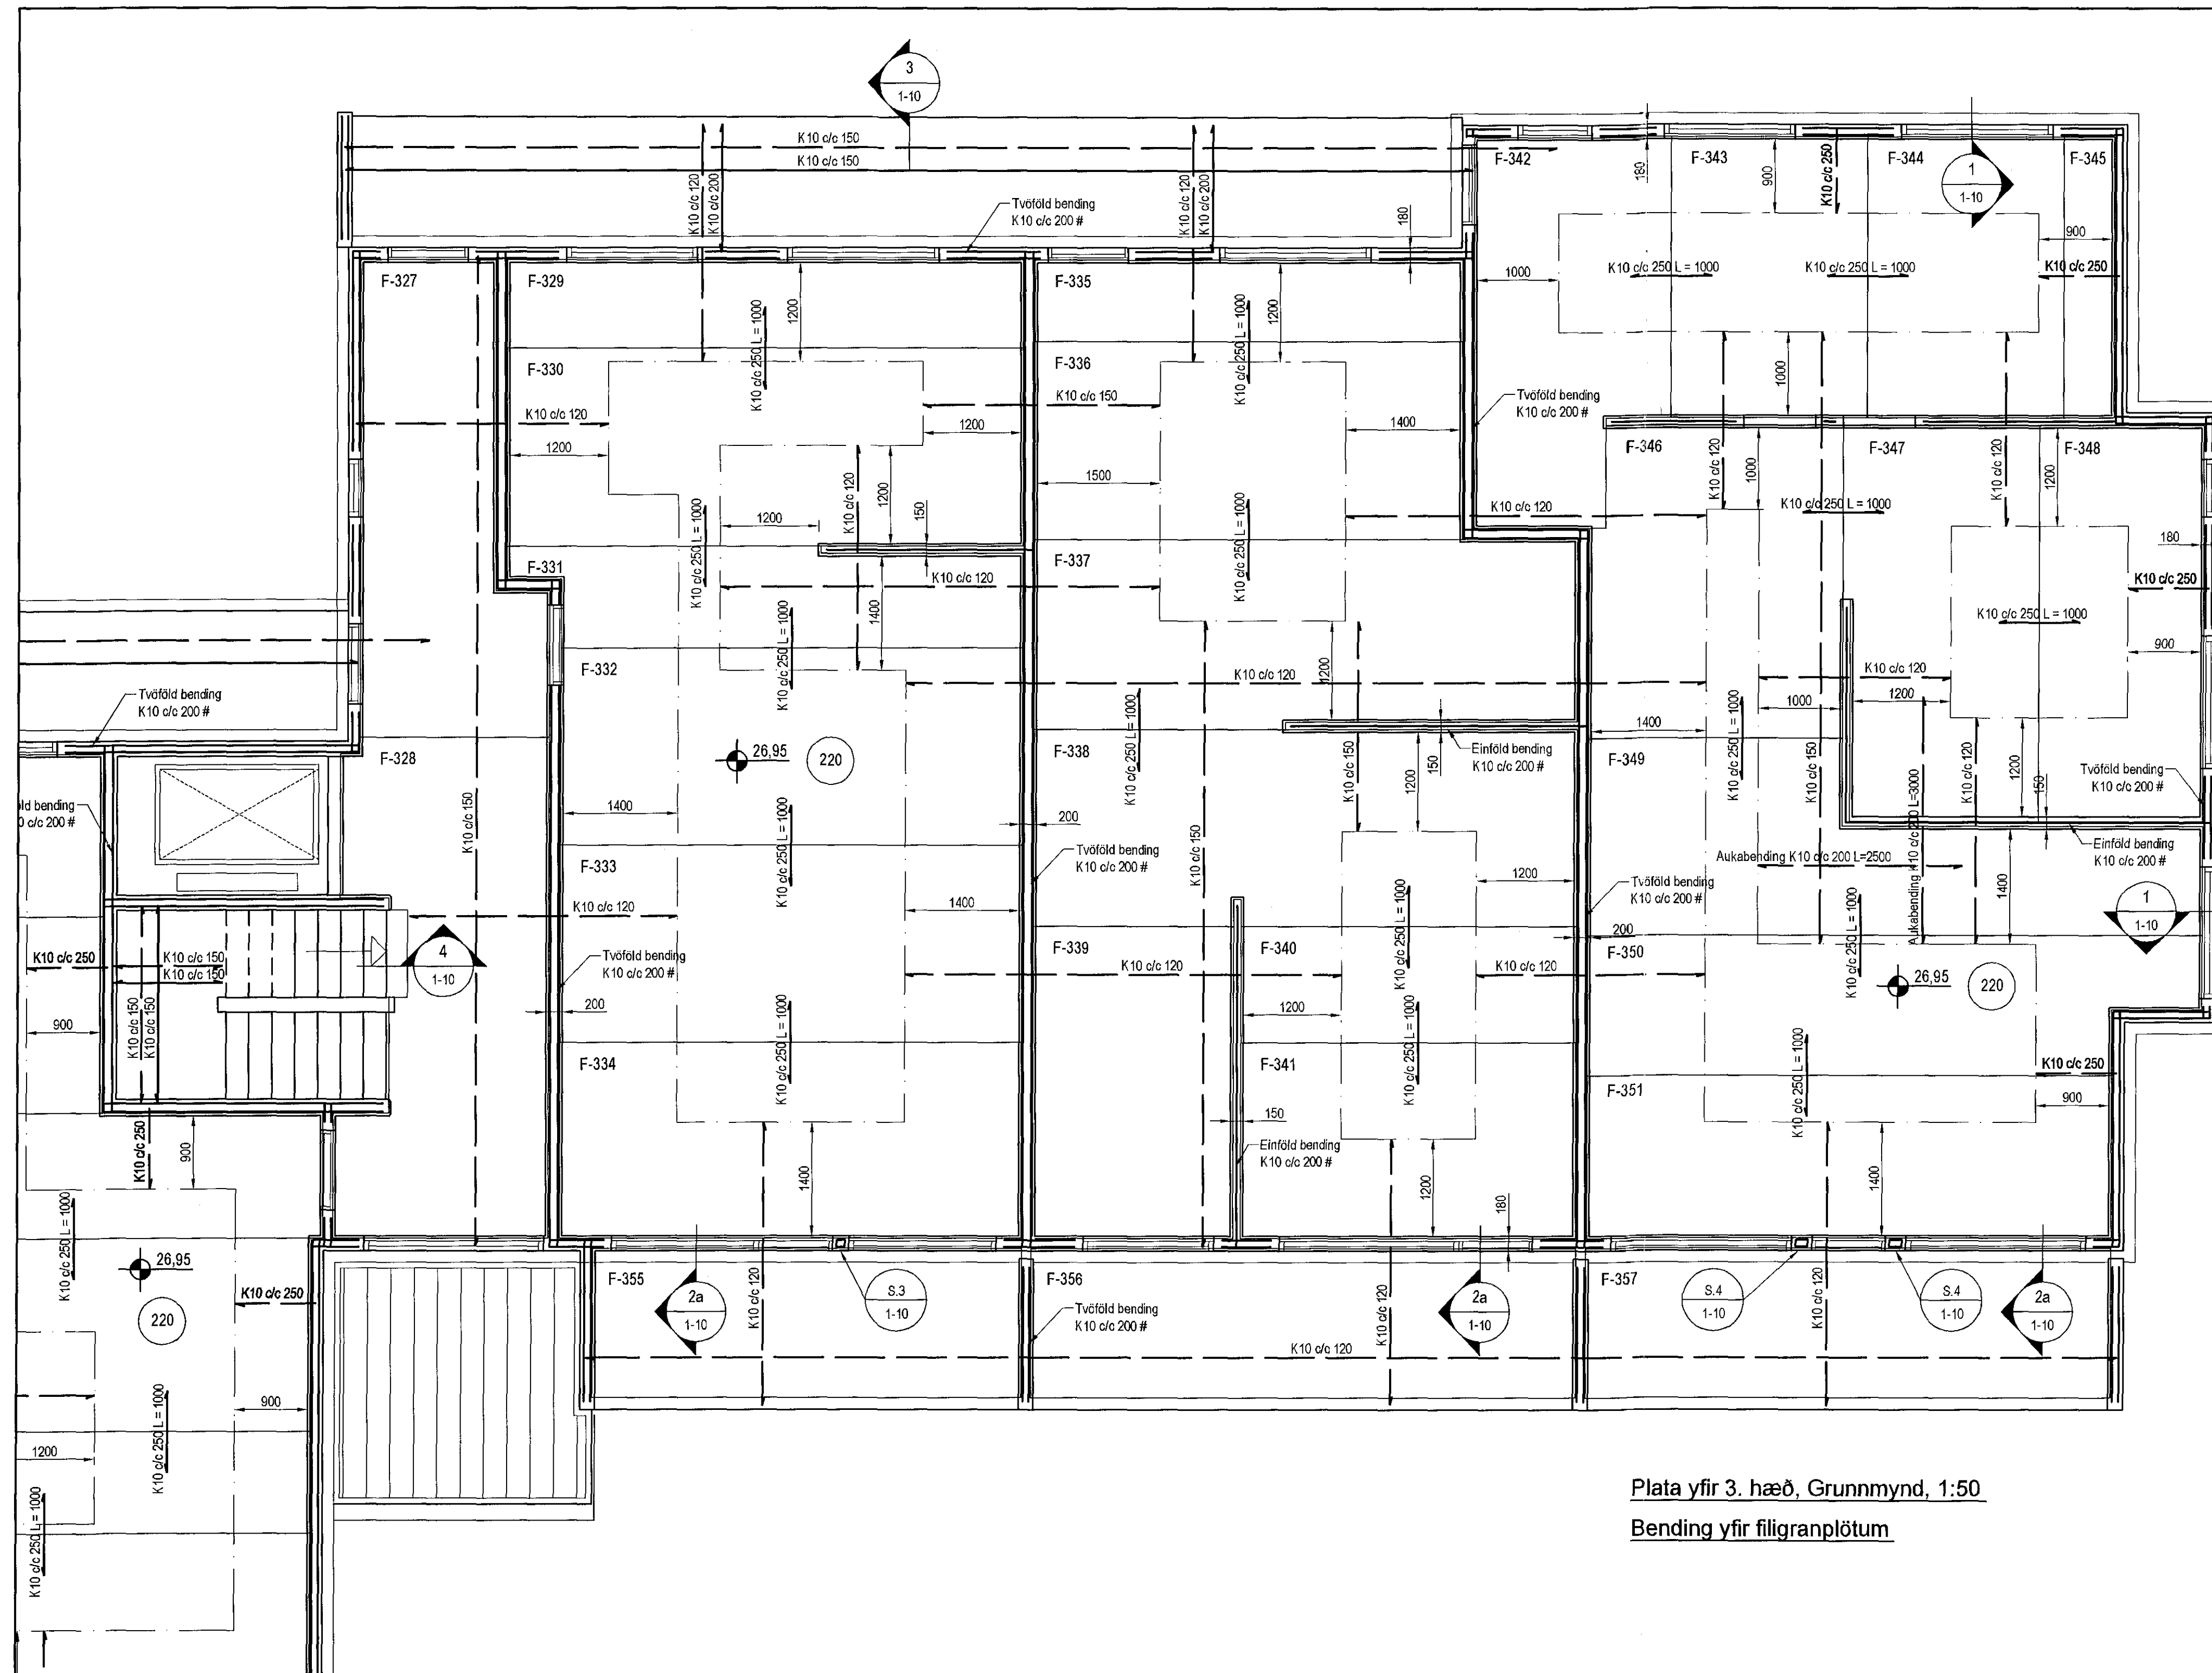 3
1-10
K10 c/c 150
K10 c/c 150
K10 c/c 120
K10 c/c 200
K10 c/c 120
K10 c/c 200
Tvöföld bending
K10 c/c 200 #
180
F-342
F-343
F-344
F-345
180
900
K10 c/c 250
1
1-10
900
1000
K10 c/c 250 L = 1000
K10 c/c 250 L = 1000
K10 c/c 250
1000
F-327
F-329
F-335
1200
K10 c/c 250 L = 1000
1200
K10 c/c 250 L = 1000
F-330
F-336
K10 c/c 120
K10 c/c 150
1200
1200
1400
1500
Tvöföld bending
K10 c/c 200 #
F-346
F-347
F-348
K10 c/c 120
1000
K10 c/c 120
1200
K10 c/c 250 L = 1000
K10 c/c 120
1200
1200
150
K10 c/c 120
K10 c/c 250 L = 1000
K10 c/c 250 L = 1000
180
K10 c/c 250
F-331
F-337
K10 c/c 120
1400
K10 c/c 250 L = 1000
K10 c/c 250 L = 1000
900
F-332
K10 c/c 120
1200
K10 c/c 120
1200
1000
1400
Tvöföld bending
K10 c/c 200 #
F-328
26,95
220
F-338
K10 c/c 250 L = 1000
K10 c/c 150
1200
150
Einföld bending
K10 c/c 200 #
F-349
K10 c/c 250 L = 1000
K10 c/c 150
Aukabending K10 c/c 200 L=3000
K10 c/c 120
1200
150
Tvöföld bending
K10 c/c 200 #
ld bending
0 c/c 200 #
1400
K10 c/c 150
K10 c/c 250 L = 1000
200
Tvöföld bending
K10 c/c 200 #
K10 c/c 150
F-333
1200
Aukabending K10 c/c 200 L=2500
Einföld bending
K10 c/c 200 #
Tvöföld bending
K10 c/c 200 #
1400
K10 c/c 120
1400
K10 c/c 250 L = 1000
K10 c/c 250 L = 1000
1
1-10
200
F-339
F-340
F-350
K10 c/c 250
K10 c/c 150
K10 c/c 150
4
1-10
Tvöföld bending
K10 c/c 200 #
K10 c/c 120
K10 c/c 120
26,95
220
900
K10 c/c 150
K10 c/c 150
200
1200
K10 c/c 250 L = 1000
K10 c/c 250 L = 1000
K10 c/c 250 L = 1000
F-334
F-341
F-351
K10 c/c 250
900
150
Einföld bending
K10 c/c 200 #
K10 c/c 250
900
1400
1200
180
1400
K10 c/c 250 L = 1000
26,95
220
K10 c/c 250
F-355
2a
1-10
K10 c/c 120
S.3
1-10
F-356
Tvöföld bending
K10 c/c 200 #
K10 c/c 120
2a
1-10
F-357
S.4
1-10
K10 c/c 120
S.4
1-10
2a
1-10
K10 c/c 120
900
1200
K10 c/c 250 L = 1000
K10 c/c 250 L = 1000
Plata yfir 3. hæð, Grunnmynd, 1:50
Bending yfir filigranplötum